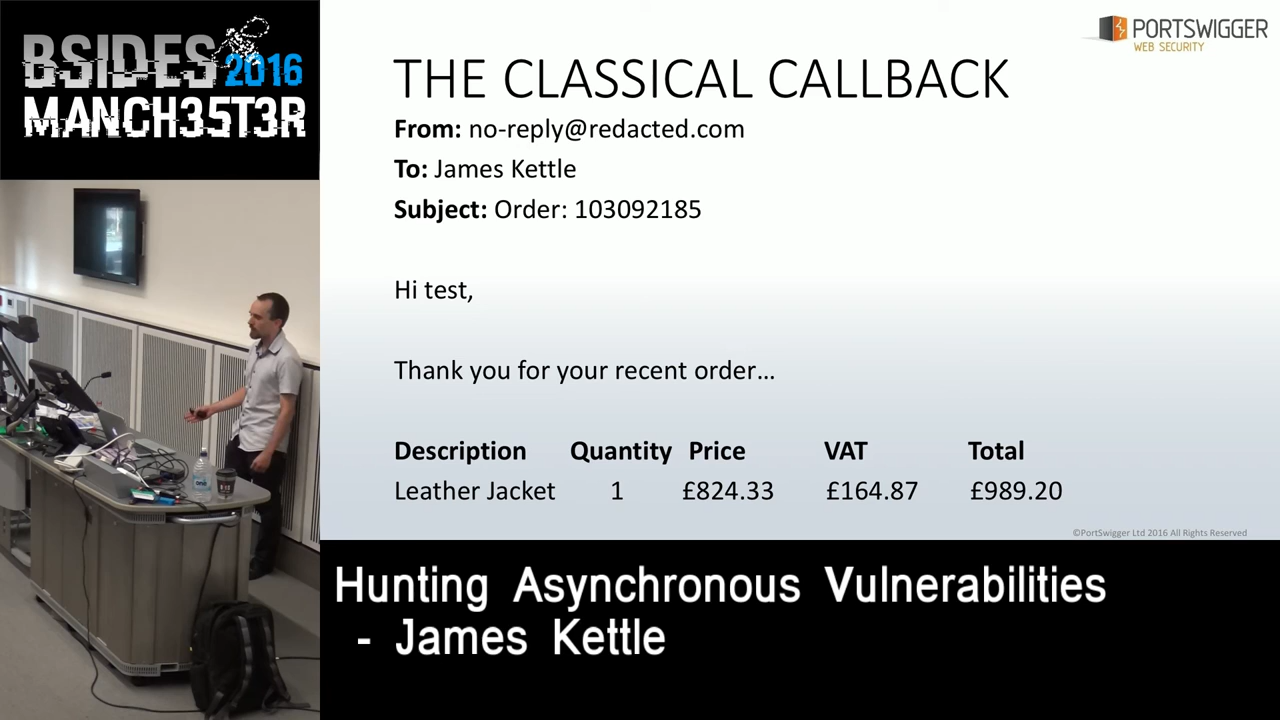 BSIDES 2016
MANCH35T3R
PORTSWIGGER
WEB SECURITY
THE CLASSICAL CALLBACK
From: no-reply@redacted.com
To: James Kettle
Subject: Order: 103092185
Hi test,
Thank you for your recent order…
Description Quantity Price VAT Total
Leather Jacket 1 £824.33 £164.87 £989.20
©PortSwigger Ltd 2016 All Rights Reserved
Hunting Asynchronous Vulnerabilities
- James Kettle